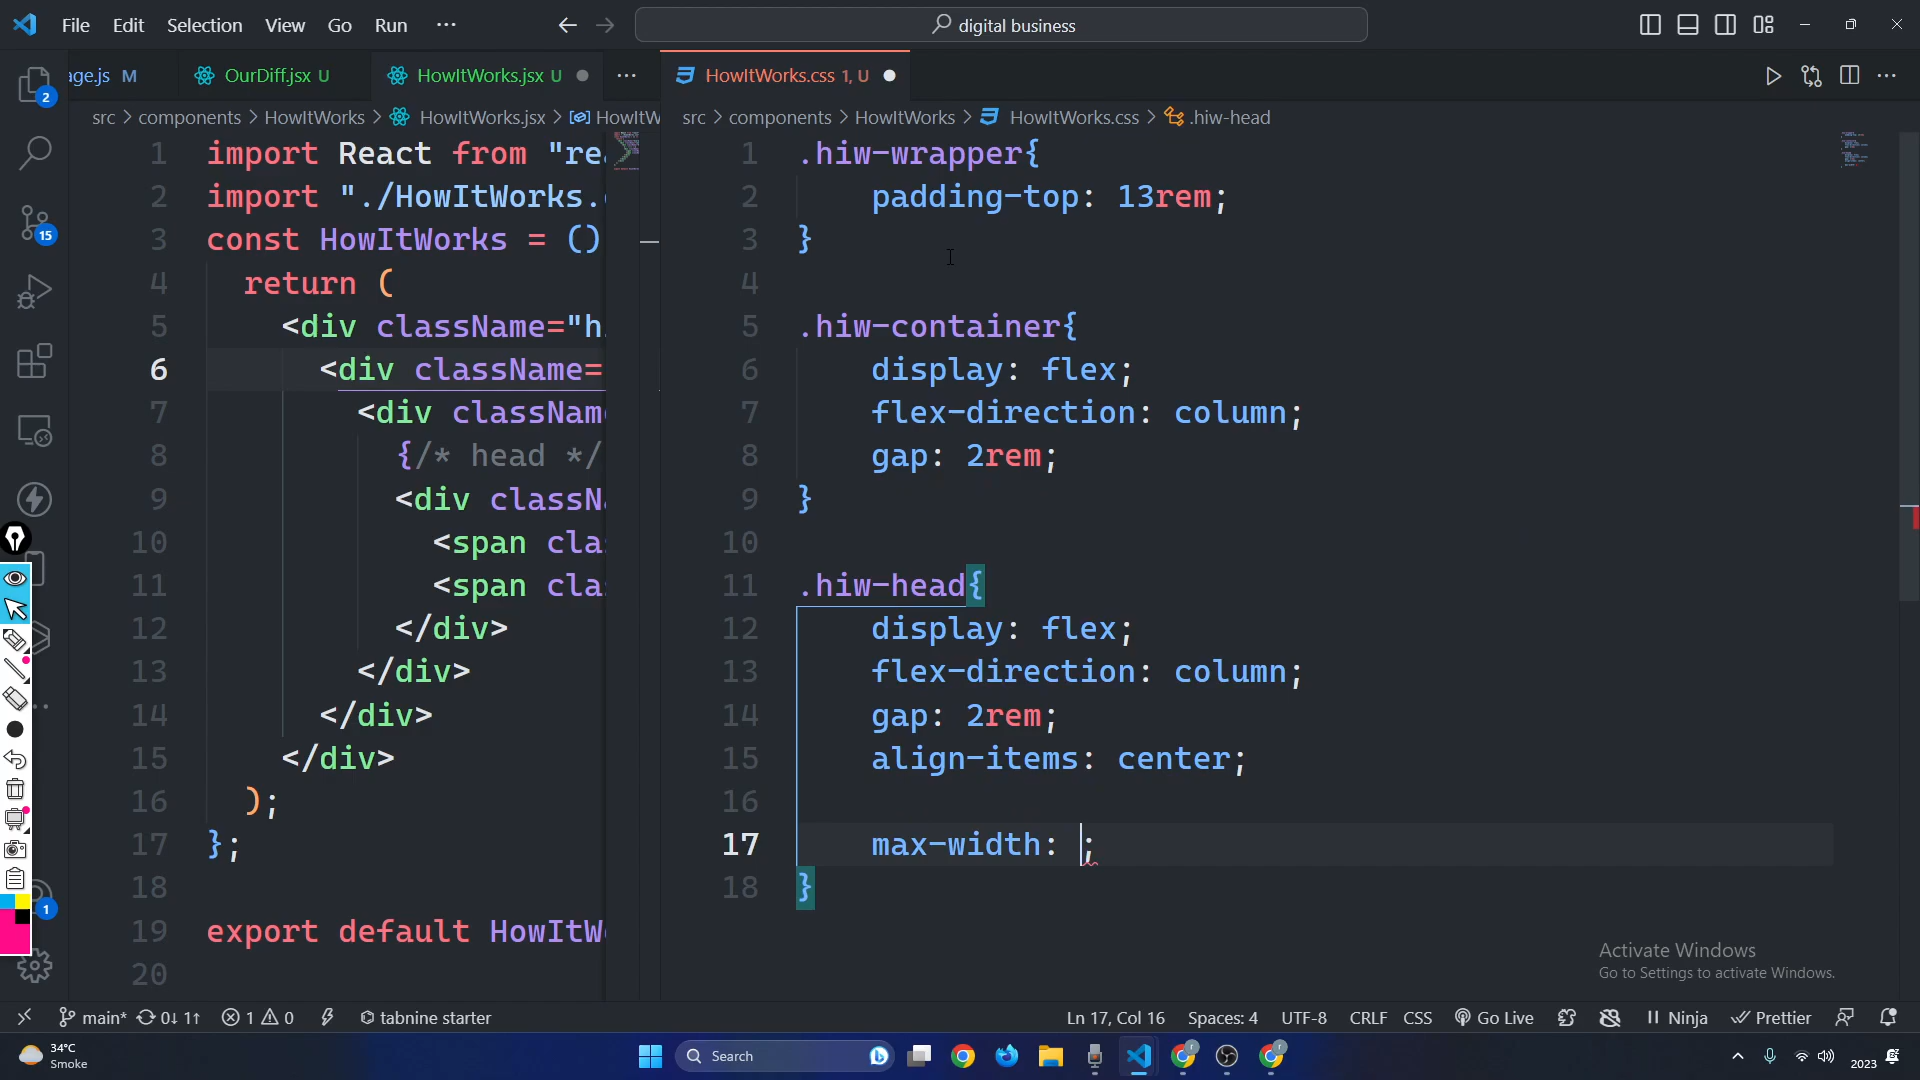 File Edit Selection View Go Run ···
digital business
age.js M
OurDiff.jsx U
HowItWorks.jsx U
HowItWorks.css 1, U
src > components > HowItWorks > HowItWorks.jsx > HowItW
src > components > HowItWorks > HowItWorks.css > .hiw-head
1 import React from "rea
2 import "./HowItWorks.c
3 const HowItWorks = ()
4 return (
5 <div className="h
6 <div className=
7 <div classNam
8 {/* head */
9 <div classN
10 <span cla
11 <span cla
12 </div>
13 </div>
14 </div>
15 </div>
16 );
17 };
18
19 export default HowItW
20
1 .hiw-wrapper{
2 padding-top: 13rem;
3 }
4
5 .hiw-container{
6 display: flex;
7 flex-direction: column;
8 gap: 2rem;
9 }
10
11 .hiw-head{
12 display: flex;
13 flex-direction: column;
14 gap: 2rem;
15 align-items: center;
16
17 max-width: ;
18 }
2
15
1
Activate Windows
Go to Settings to activate Windows.
main* 0↓ 1↑ 1 0 tabnine starter
Ln 17, Col 16 Spaces: 4 UTF-8 CRLF CSS Go Live Ninja Prettier
34°C
Smoke
Search
2023